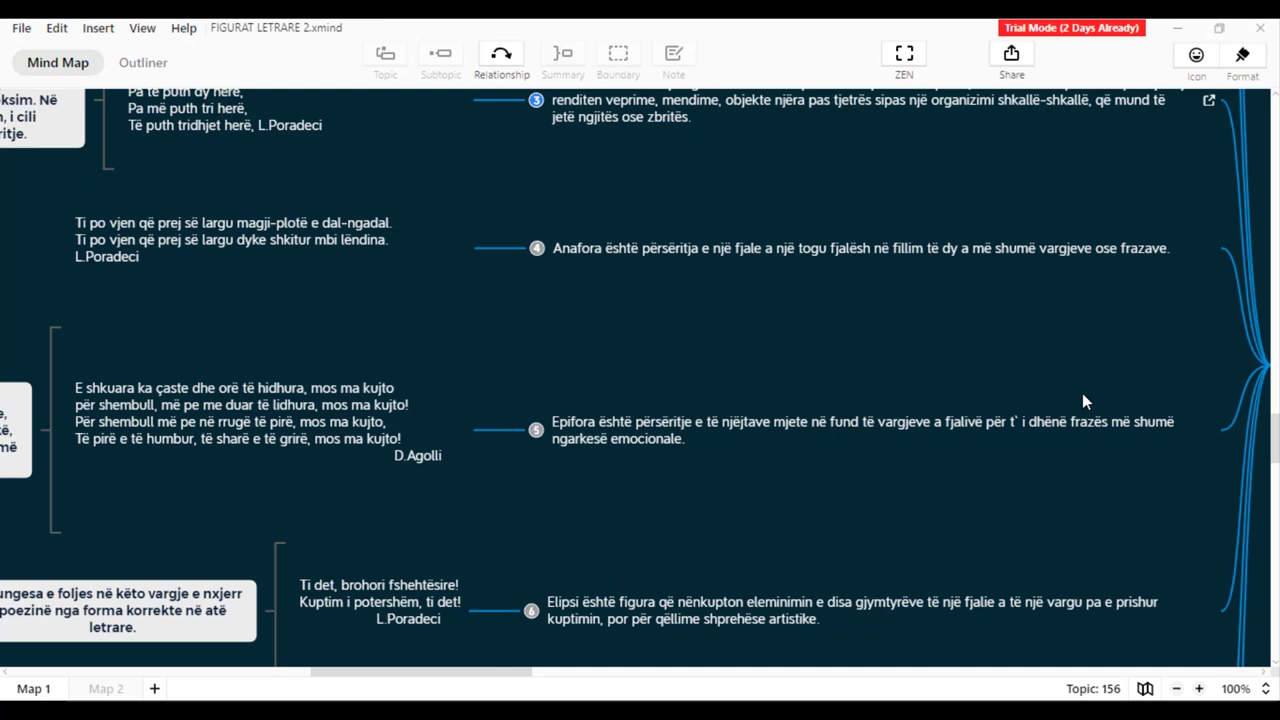 File Edit Insert View Help FIGURAT LETRARE 2.xmind Trial Mode (2 Days Already)
Mind Map Outliner
Topic Subtopic Relationship Summary Boundary Note ZEN Share Icon Format
ksim. Në
, i cili
ritje.
Pa të puth dy herë,
Pa më puth tri herë,
Të puth tridhjet herë, L.Poradeci
3
renditen veprime, mendime, objekte njëra pas tjetrës sipas një organizimi shkallë-shkallë, që mund të
jetë ngjitës ose zbritës.
Ti po vjen që prej së largu magji-plotë e dal-ngadal.
Ti po vjen që prej së largu dyke shkitur mbi lëndina.
L.Poradeci
4 Anafora është përsëritja e një fjale a një togu fjalësh në fillim të dy a më shumë vargjeve ose frazave.
e,
të,
më
E shkuara ka çaste dhe orë të hidhura, mos ma kujto
për shembull, më pe me duar të lidhura, mos ma kujto!
Për shembull më pe në rrugë të pirë, mos ma kujto,
Të pirë e të humbur, të sharë e të grirë, mos ma kujto!
D.Agolli
5 Epifora është përsëritje e të njëjtave mjete në fund të vargjeve a fjalivë për t` i dhënë frazës më shumë
ngarkesë emocionale.
ungesa e foljes në këto vargje e nxjerr
poezinë nga forma korrekte në atë
letrare.
Ti det, brohori fshehtësire!
Kuptim i potershëm, ti det!
L.Poradeci
6 Elipsi është figura që nënkupton eleminimin e disa gjymtyrëve të një fjalie a të një vargu pa e prishur
kuptimin, por për qëllime shprehëse artistike.
Map 1 Map 2 + Topic: 156 100%